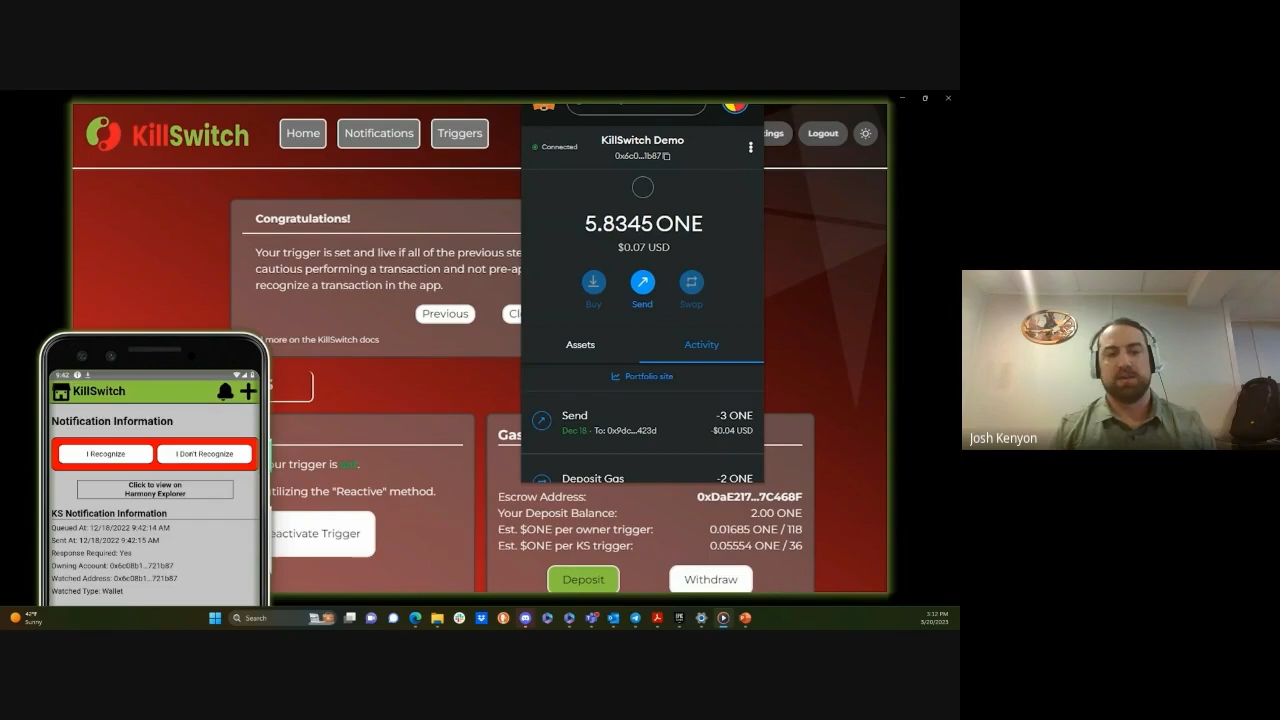 KillSwitch
Home
Notifications
Triggers
Logout
Congratulations!
Your trigger is set and live if all of the previous ste
cautious performing a transaction and not pre-ap
recognize a transaction in the app.
Previous
more on the KillSwitch docs
KillSwitch Demo
Connected
0x6c0...1b87
5.8345 ONE
$0.07 USD
Buy
Send
Swap
Assets
Activity
Portfolio site
Send
-3 ONE
Dec 18 · To: 0x9dc...423d
-$0.04 USD
Deposit Gas
-2 ONE
our trigger is
tilizing the "Reactive" method.
eactivate Trigger
Gas
Escrow Address:
0xDaE217...7C468F
Your Deposit Balance:
2.00 ONE
Est. $ONE per owner trigger:
0.01685 ONE / 118
Est. $ONE per KS trigger:
0.05554 ONE / 36
Deposit
Withdraw
9:42
KillSwitch
Notification Information
I Recognize
I Don't Recognize
Click to view on
Harmony Explorer
KS Notification Information
Queued At: 12/18/2022 9:42:14 AM
Sent At: 12/18/2022 9:42:15 AM
Response Required: Yes
Owning Account: 0x6c08b1...721b87
Watched Address: 0x6c08b1...721b87
Watched Type: Wallet
42°F
Sunny
Search
3:12 PM
3/20/2023
Josh Kenyon